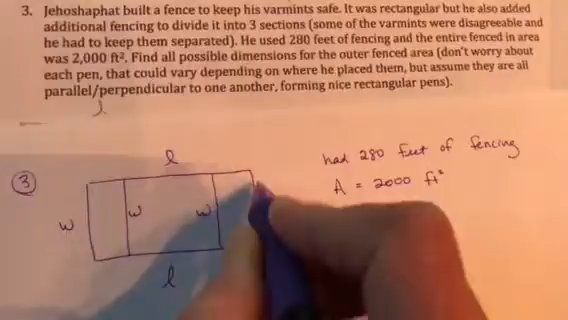 3. Jehoshaphat built a fence to keep his varmints safe. It was rectangular but he also added
additional fencing to divide it into 3 sections (some of the varmints were disagreeable and
he had to keep them separated). He used 280 feet of fencing and the entire fenced in area
was 2,000 ft². Find all possible dimensions for the outer fenced area (don't worry about
each pen, that could vary depending on where he placed them, but assume they are all
parallel/perpendicular to one another, forming nice rectangular pens).
l
had 280 feet of fencing
3
A = 2000 ft²
w w w
l